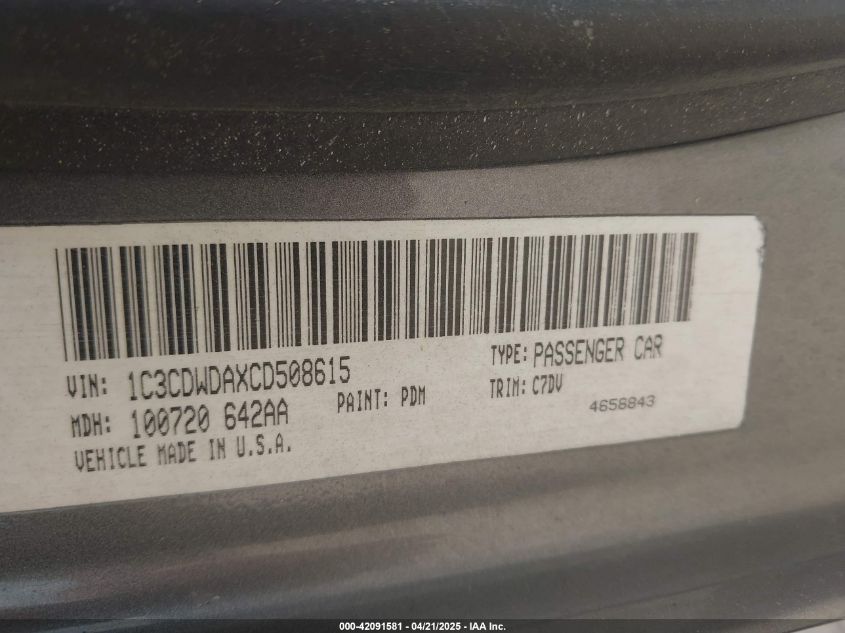 VIN: 1C3CDWDAXCD508615
TYPE: PASSENGER CAR
MDH: 100720 642AA
PAINT: PDM
TRIM: C7DV
VEHICLE MADE IN U.S.A.
4658843
000-42091581 - 04/21/2025 - IAA Inc.